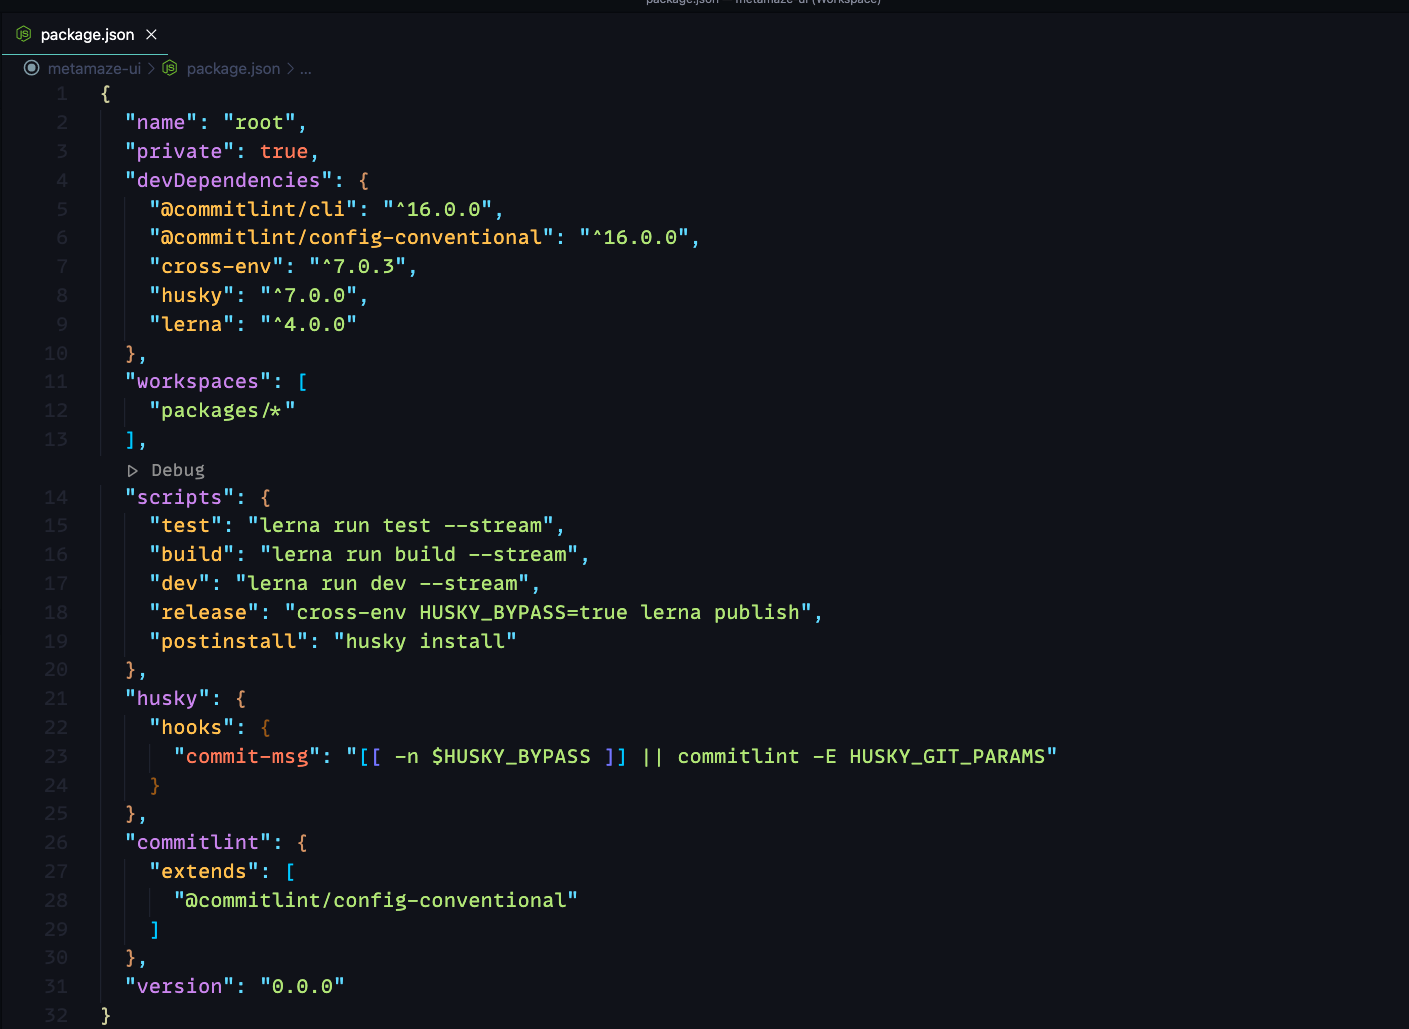 package.json — metamaze-ui (Workspace)
package.json
metamaze-ui > package.json > ...
1 {
2 "name": "root",
3 "private": true,
4 "devDependencies": {
5 "@commitlint/cli": "^16.0.0",
6 "@commitlint/config-conventional": "^16.0.0",
7 "cross-env": "^7.0.3",
8 "husky": "^7.0.0",
9 "lerna": "^4.0.0"
10 },
11 "workspaces": [
12 "packages/*"
13 ],
Debug
14 "scripts": {
15 "test": "lerna run test --stream",
16 "build": "lerna run build --stream",
17 "dev": "lerna run dev --stream",
18 "release": "cross-env HUSKY_BYPASS=true lerna publish",
19 "postinstall": "husky install"
20 },
21 "husky": {
22 "hooks": {
23 "commit-msg": "[[ -n $HUSKY_BYPASS ]] || commitlint -E HUSKY_GIT_PARAMS"
24 }
25 },
26 "commitlint": {
27 "extends": [
28 "@commitlint/config-conventional"
29 ]
30 },
31 "version": "0.0.0"
32 }